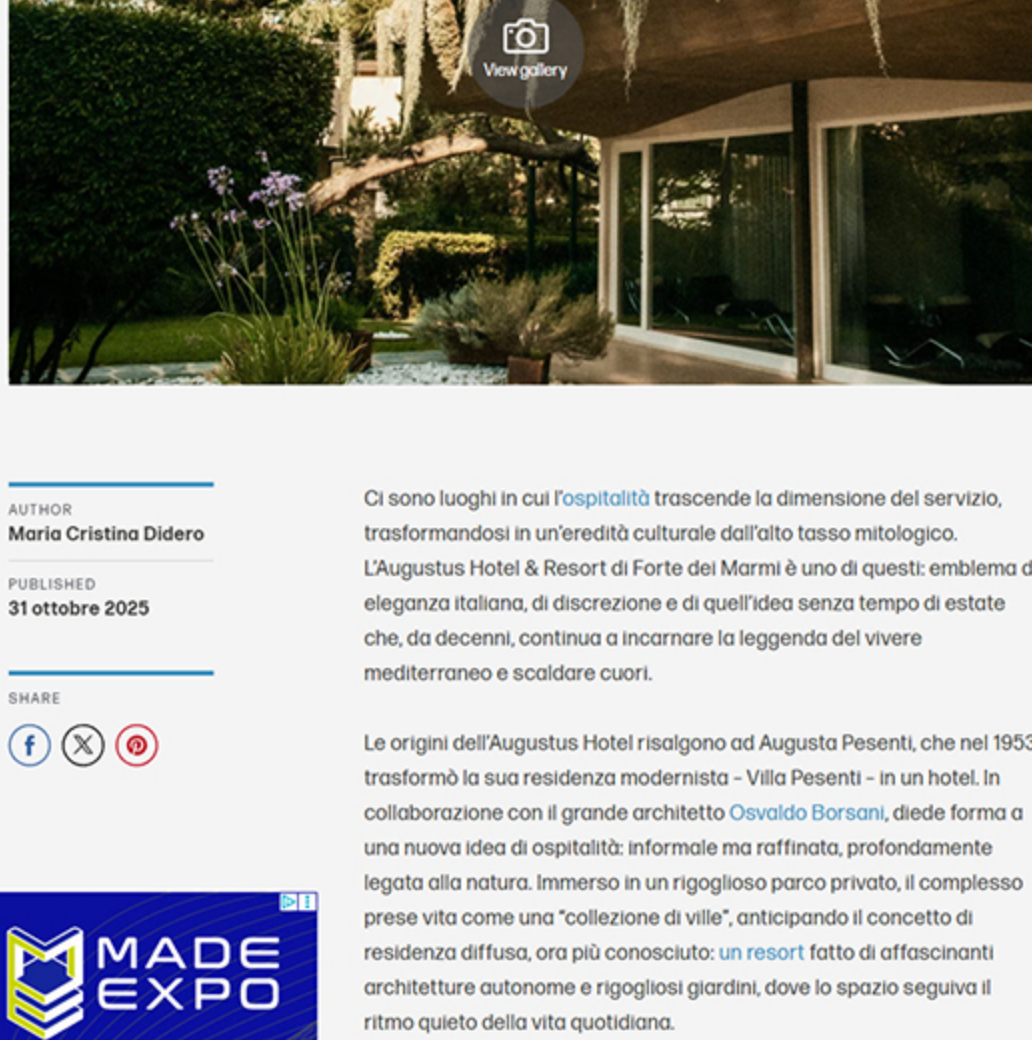 View gallery
AUTHOR
Maria Cristina Didero
PUBLISHED
31 ottobre 2025
SHARE
Ci sono luoghi in cui l'ospitalità trascende la dimensione del servizio,
trasformandosi in un'eredità culturale dall'alto tasso mitologico.
L'Augustus Hotel & Resort di Forte dei Marmi è uno di questi: emblema d
eleganza italiana, di discrezione e di quell'idea senza tempo di estate
che, da decenni, continua a incarnare la leggenda del vivere
mediterraneo e scaldare cuori.
Le origini dell'Augustus Hotel risalgono ad Augusta Pesenti, che nel 1953
trasformò la sua residenza modernista – Villa Pesenti – in un hotel. In
collaborazione con il grande architetto Osvaldo Borsani, diede forma a
una nuova idea di ospitalità: informale ma raffinata, profondamente
legata alla natura. Immerso in un rigoglioso parco privato, il complesso
prese vita come una "collezione di ville", anticipando il concetto di
residenza diffusa, ora più conosciuto: un resort fatto di affascinanti
architetture autonome e rigogliosi giardini, dove lo spazio seguiva il
ritmo quieto della vita quotidiana.
MADE
EXPO